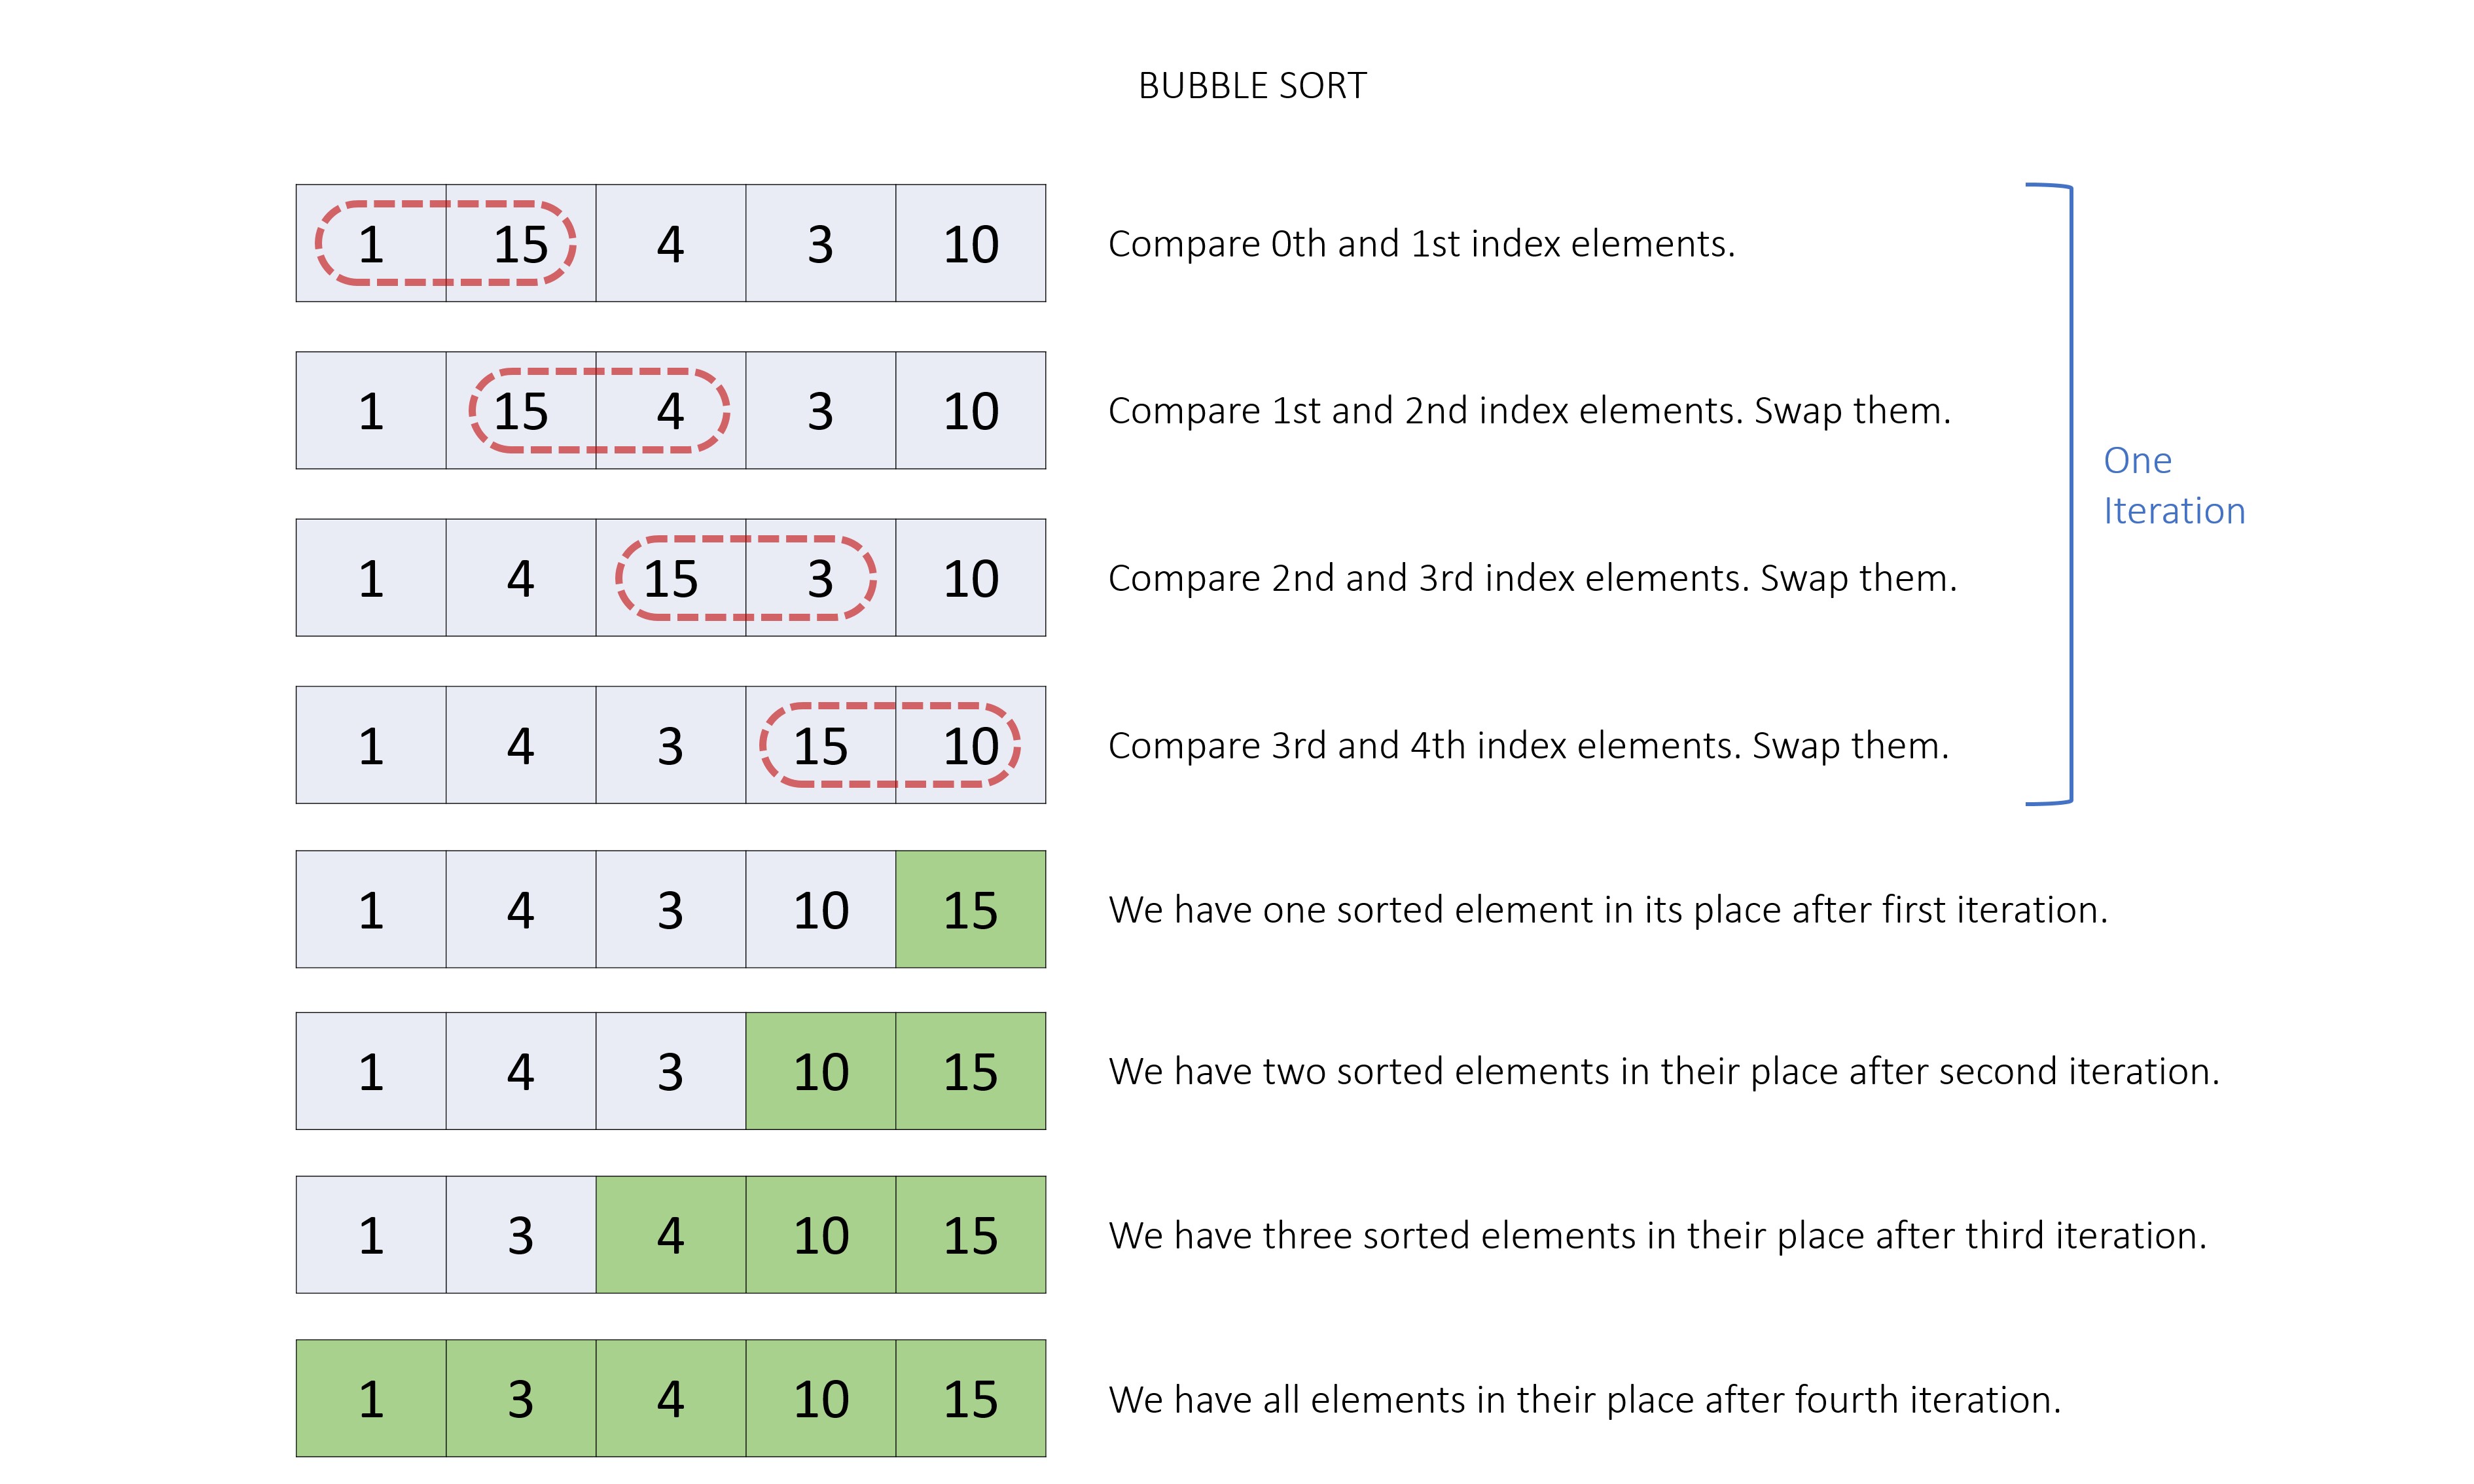 BUBBLE SORT
1 15 4 3 10 Compare 0th and 1st index elements.
1 15 4 3 10 Compare 1st and 2nd index elements. Swap them.
One
Iteration
1 4 15 3 10 Compare 2nd and 3rd index elements. Swap them.
1 4 3 15 10 Compare 3rd and 4th index elements. Swap them.
1 4 3 10 15 We have one sorted element in its place after first iteration.
1 4 3 10 15 We have two sorted elements in their place after second iteration.
1 3 4 10 15 We have three sorted elements in their place after third iteration.
1 3 4 10 15 We have all elements in their place after fourth iteration.